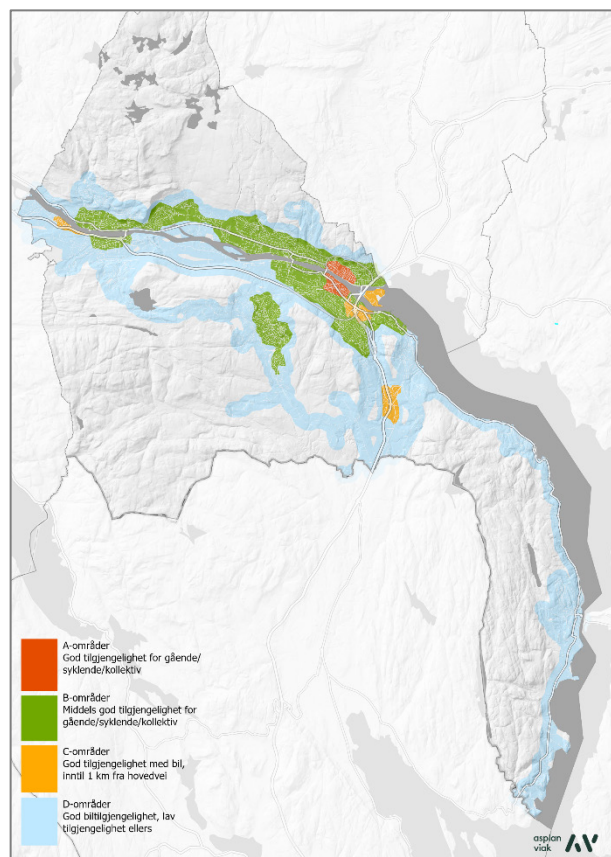 A-områder
God tilgjengelighet for gående/
syklende/kollektiv
B-områder
Middels god tilgjengelighet for
gående/syklende/kollektiv
C-områder
God tilgjengelighet med bil,
inntil 1 km fra hovedvei
D-områder
God biltilgjengelighet, lav
tilgjengelighet ellers
asplan
viak